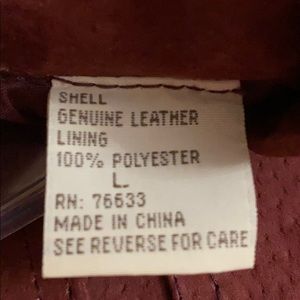 SHELL
GENUINE LEATHER
LINING
100% POLYESTER
L
RN: 76633
MADE IN CHINA
SEE REVERSE FOR CARE